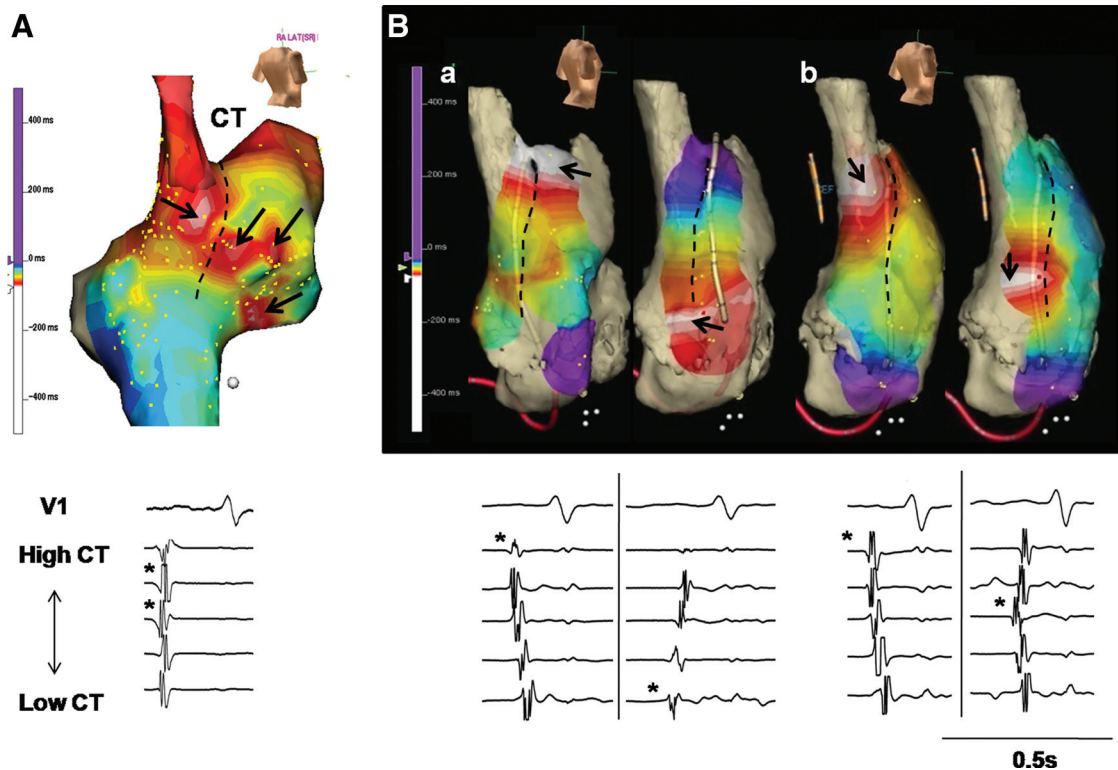 A
RA LAT(SR)
CT
400 ms
200 ms
0 ms
-200 ms
-400 ms
B
a
b
400 ms
200 ms
0 ms
-200 ms
-400 ms
V1
High CT
*
*
Low CT
*
*
*
*
0.5s